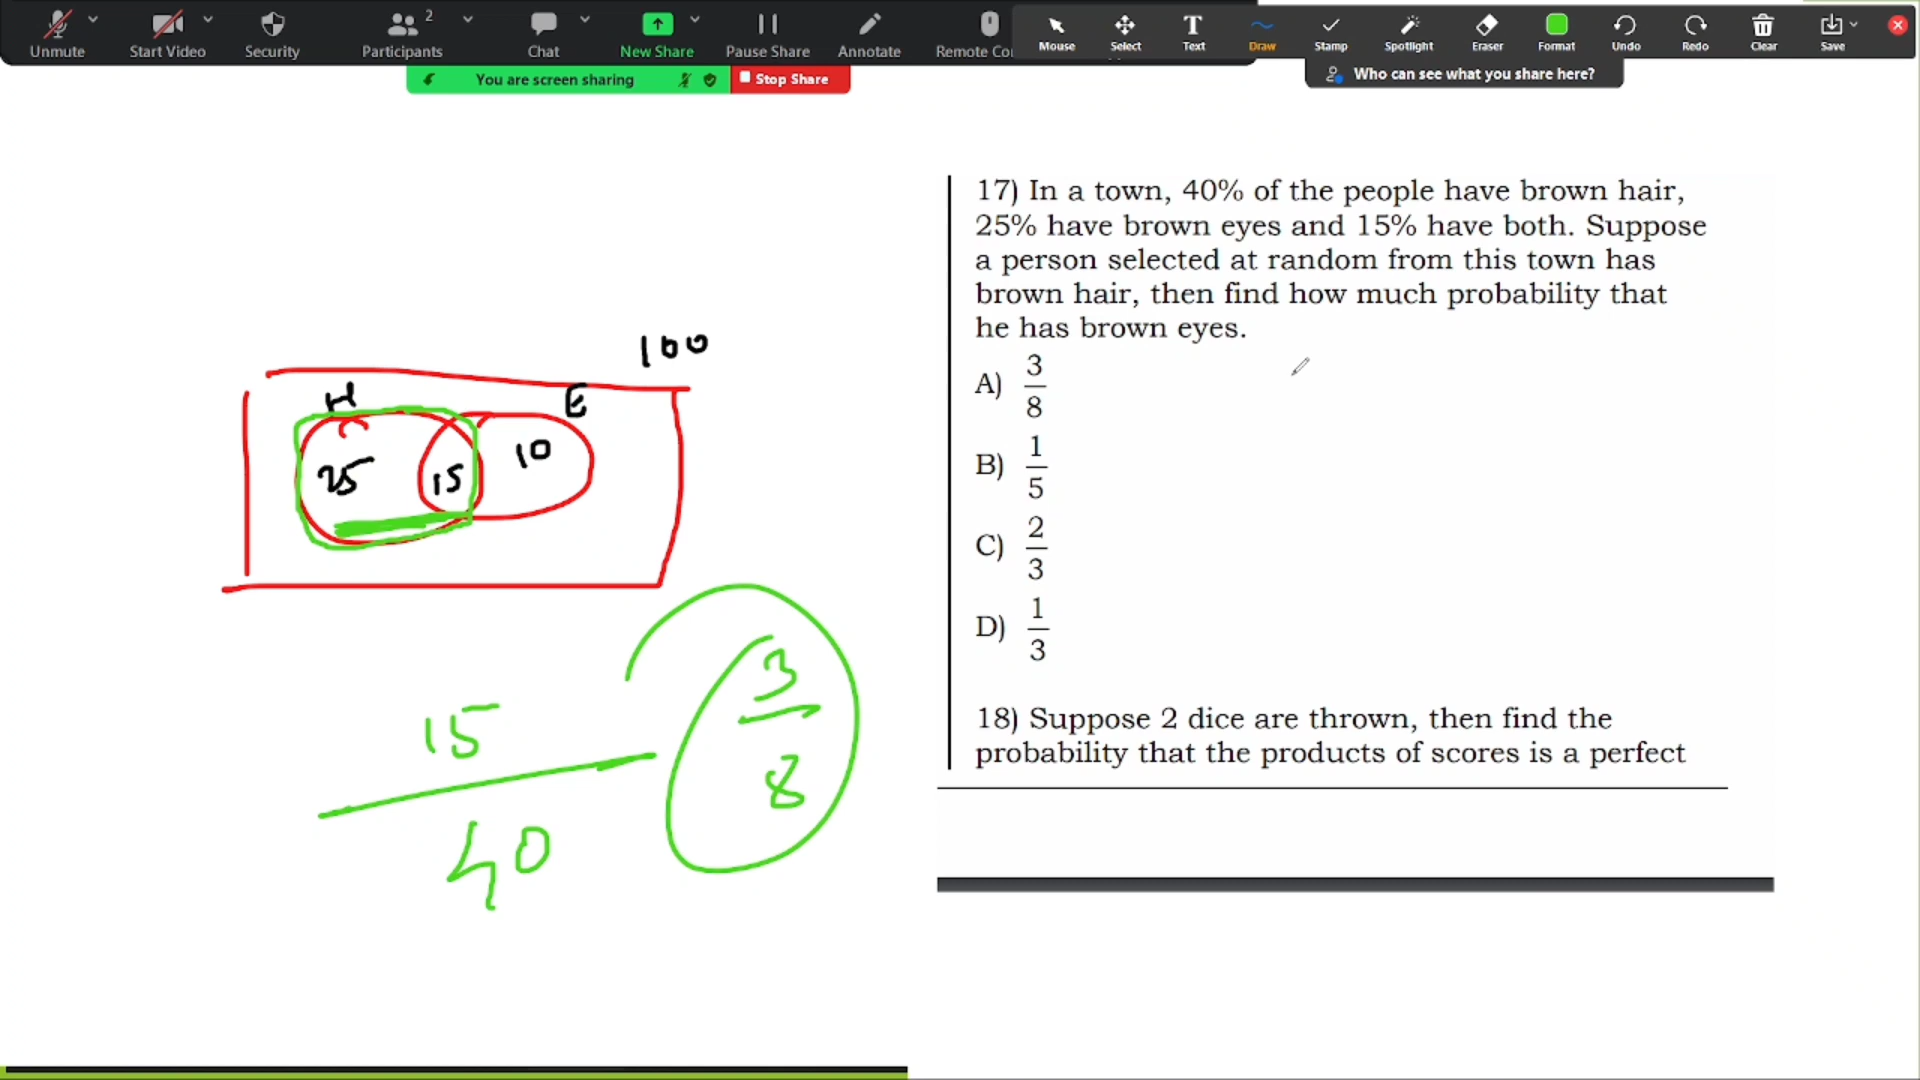 Unmute
Start Video
Security
Participants
2
Chat
New Share
Pause Share
Annotate
Remote Co
Mouse
Select
Text
Draw
Stamp
Spotlight
Eraser
Format
Undo
Redo
Clear
Save
You are screen sharing
Stop Share
Who can see what you share here?
100
H
E
25
15
10
15
40
3
8
17) In a town, 40% of the people have brown hair,
25% have brown eyes and 15% have both. Suppose
a person selected at random from this town has
brown hair, then find how much probability that
he has brown eyes.
A) 3/8
B) 1/5
C) 2/3
D) 1/3
18) Suppose 2 dice are thrown, then find the
probability that the products of scores is a perfect